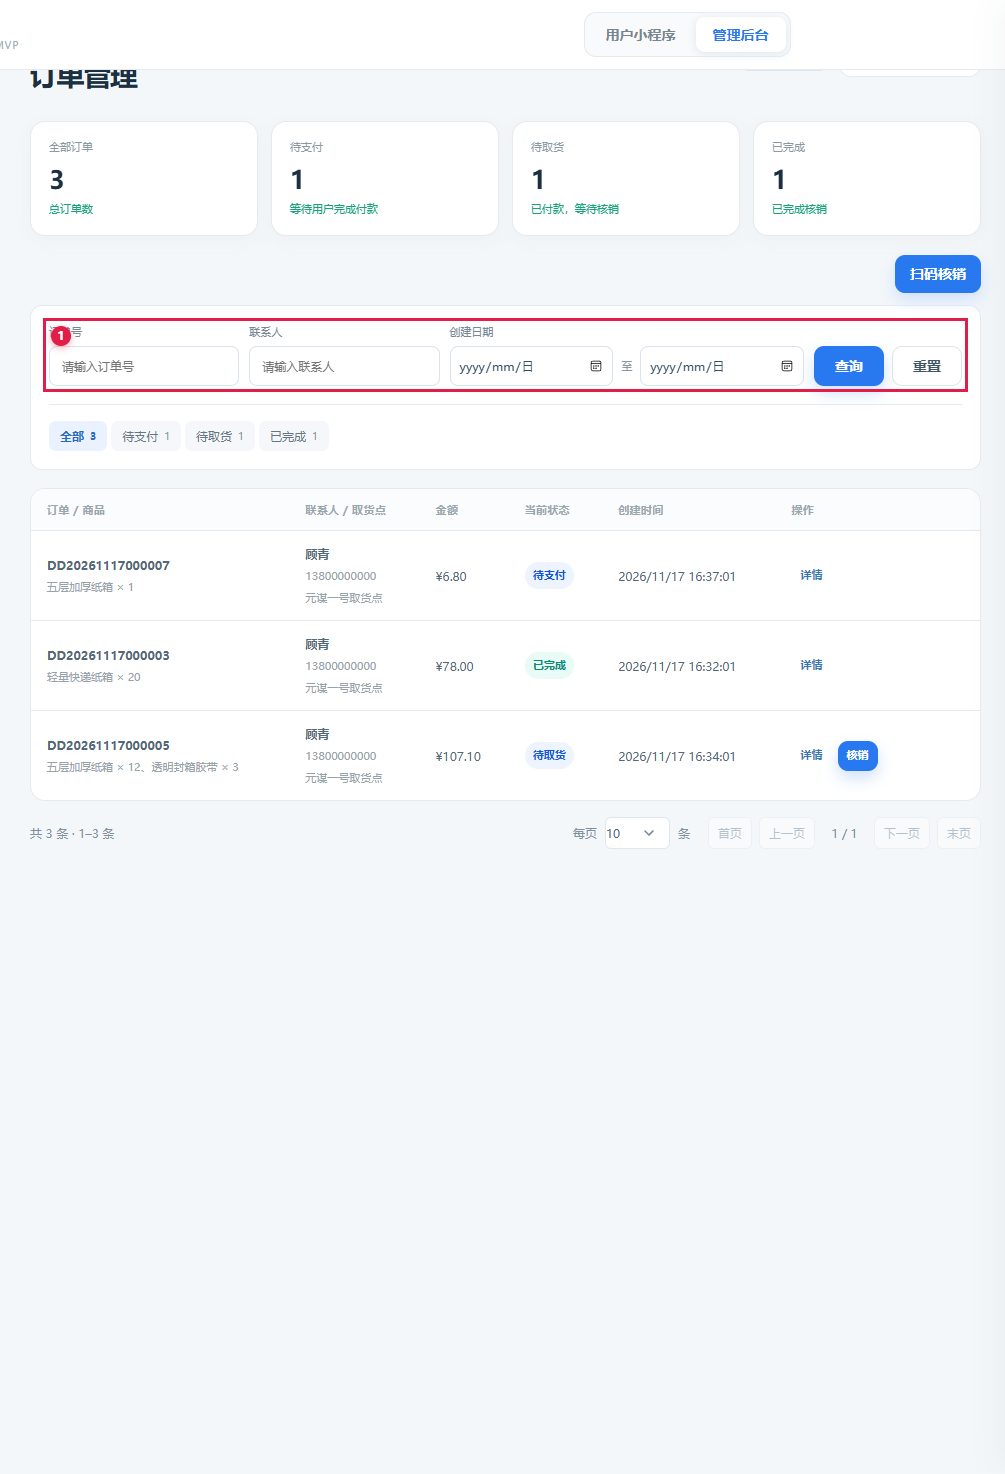 MVP
用户小程序 管理后台
订单管理
全部订单 待支付 待取货 已完成
3 1 1 1
总订单数 等待用户完成付款 已付款，等待核销 已完成核销
扫码核销
1 号 联系人 创建日期
请输入订单号 请输入联系人 yyyy/mm/日 至 yyyy/mm/日 查询 重置
全部 3 待支付 1 待取货 1 已完成 1
订单 / 商品 联系人 / 取货点 金额 当前状态 创建时间 操作
DD20261117000007
五层加厚纸箱 × 1
顾青
13800000000
元谋一号取货点
¥6.80 待支付 2026/11/17 16:37:01 详情
DD20261117000003
轻量快递纸箱 × 20
顾青
13800000000
元谋一号取货点
¥78.00 已完成 2026/11/17 16:32:01 详情
DD20261117000005
五层加厚纸箱 × 12、透明封箱胶带 × 3
顾青
13800000000
元谋一号取货点
¥107.10 待取货 2026/11/17 16:34:01 详情 核销
共 3 条 · 1–3 条 每页 10 条 首页 上一页 1 / 1 下一页 末页